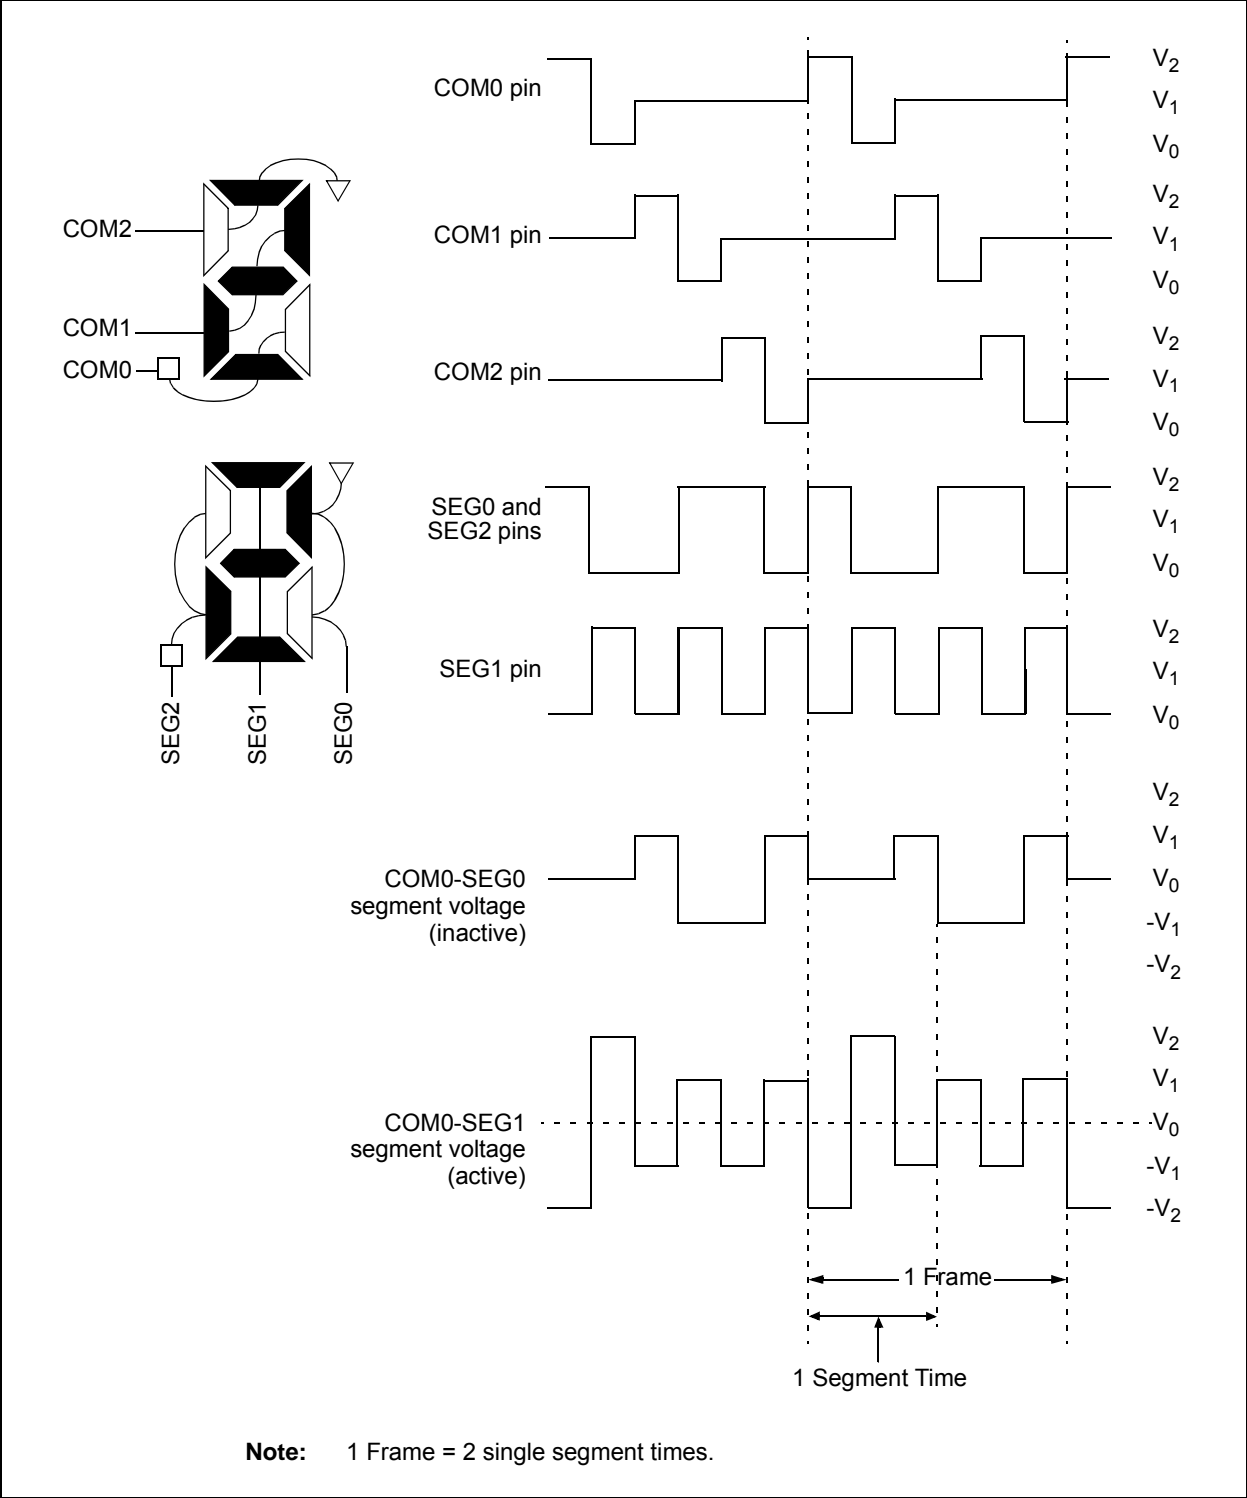 COM0 pin
V2
V1
V0
COM2
COM1
COM0
COM1 pin
V2
V1
V0
COM2 pin
V2
V1
V0
SEG0 and
SEG2 pins
V2
V1
V0
SEG1 pin
V2
V1
V0
SEG2
SEG1
SEG0
COM0-SEG0
segment voltage
(inactive)
V2
V1
V0
-V1
-V2
COM0-SEG1
segment voltage
(active)
V2
V1
V0
-V1
-V2
1 Frame
1 Segment Time
Note: 1 Frame = 2 single segment times.